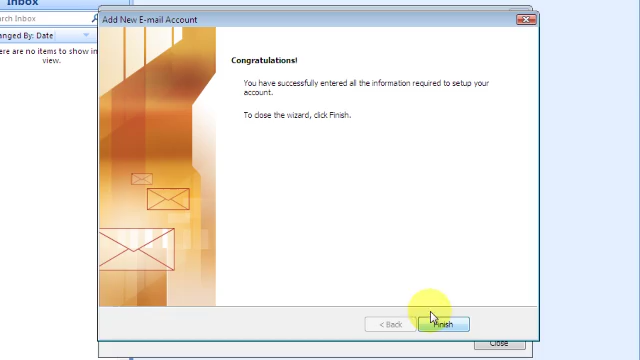 Inbox
Add New E-mail Account
earch Inbox
anged By: Date
here are no items to show in
view.
Congratulations!
You have successfully entered all the information required to setup your
account.
To close the wizard, click Finish.
< Back
Finish
Close